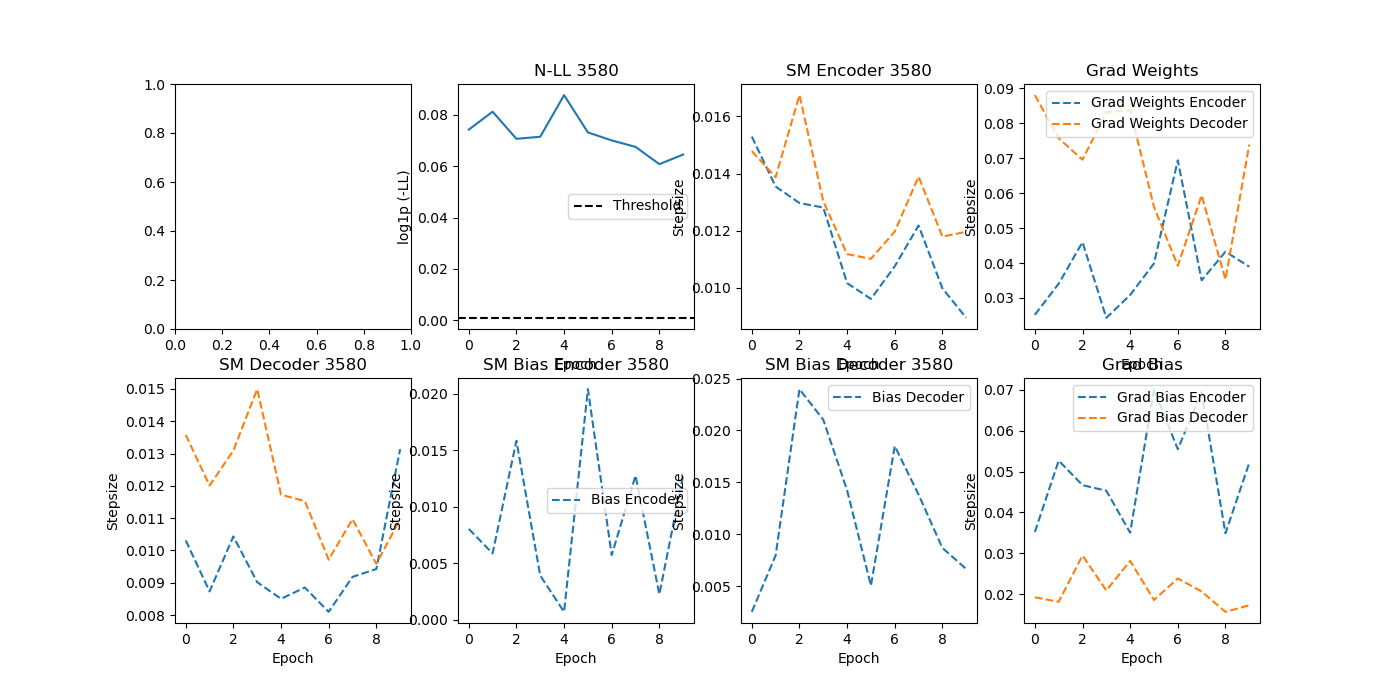 N-LL 3580
SM Encoder 3580
Grad Weights
1.0
0.8
0.6
0.4
0.2
0.0
0.0 0.2 0.4 0.6 0.8 1.0
log1p (-LL)
0.08
0.06
0.04
0.02
0.00
Threshold
0 2 4 6 8
Epoch
Stepsize
0.016
0.014
0.012
0.010
0 2 4 6 8
Epoch
Stepsize
0.09
0.08
0.07
0.06
0.05
0.04
0.03
Grad Weights Encoder
Grad Weights Decoder
0 2 4 6 8
Epoch
SM Decoder 3580
SM Bias Encoder 3580
SM Bias Decoder 3580
Grad Bias
Stepsize
0.015
0.014
0.013
0.012
0.011
0.010
0.009
0.008
0 2 4 6 8
Epoch
Stepsize
0.020
0.015
0.010
0.005
0.000
Bias Encoder
0 2 4 6 8
Epoch
Stepsize
0.025
0.020
0.015
0.010
0.005
Bias Decoder
0 2 4 6 8
Epoch
Stepsize
0.07
0.06
0.05
0.04
0.03
0.02
Grad Bias Encoder
Grad Bias Decoder
0 2 4 6 8
Epoch